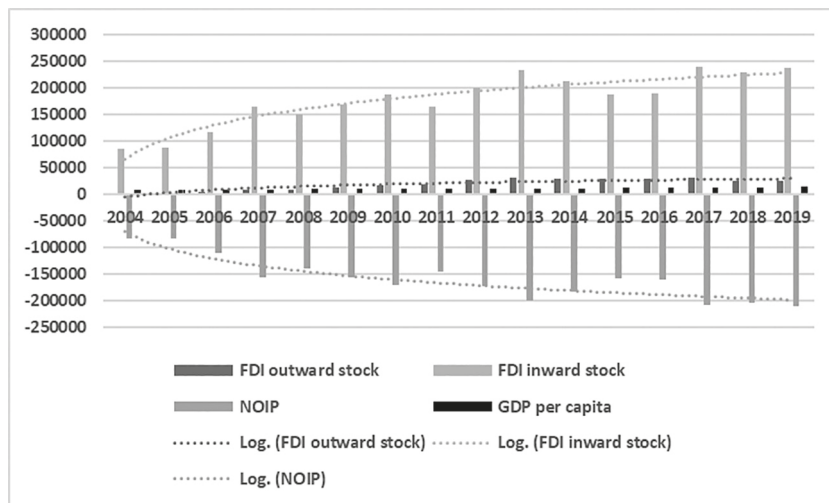 300000
250000
200000
150000
100000
50000
0
2004 2005 2006 2007 2008 2009 2010 2011 2012 2013 2014 2015 2016 2017 2018 2019
-50000
-100000
-150000
-200000
-250000
FDI outward stock FDI inward stock
NOIP GDP per capita
Log. (FDI outward stock) Log. (FDI inward stock)
Log. (NOIP)